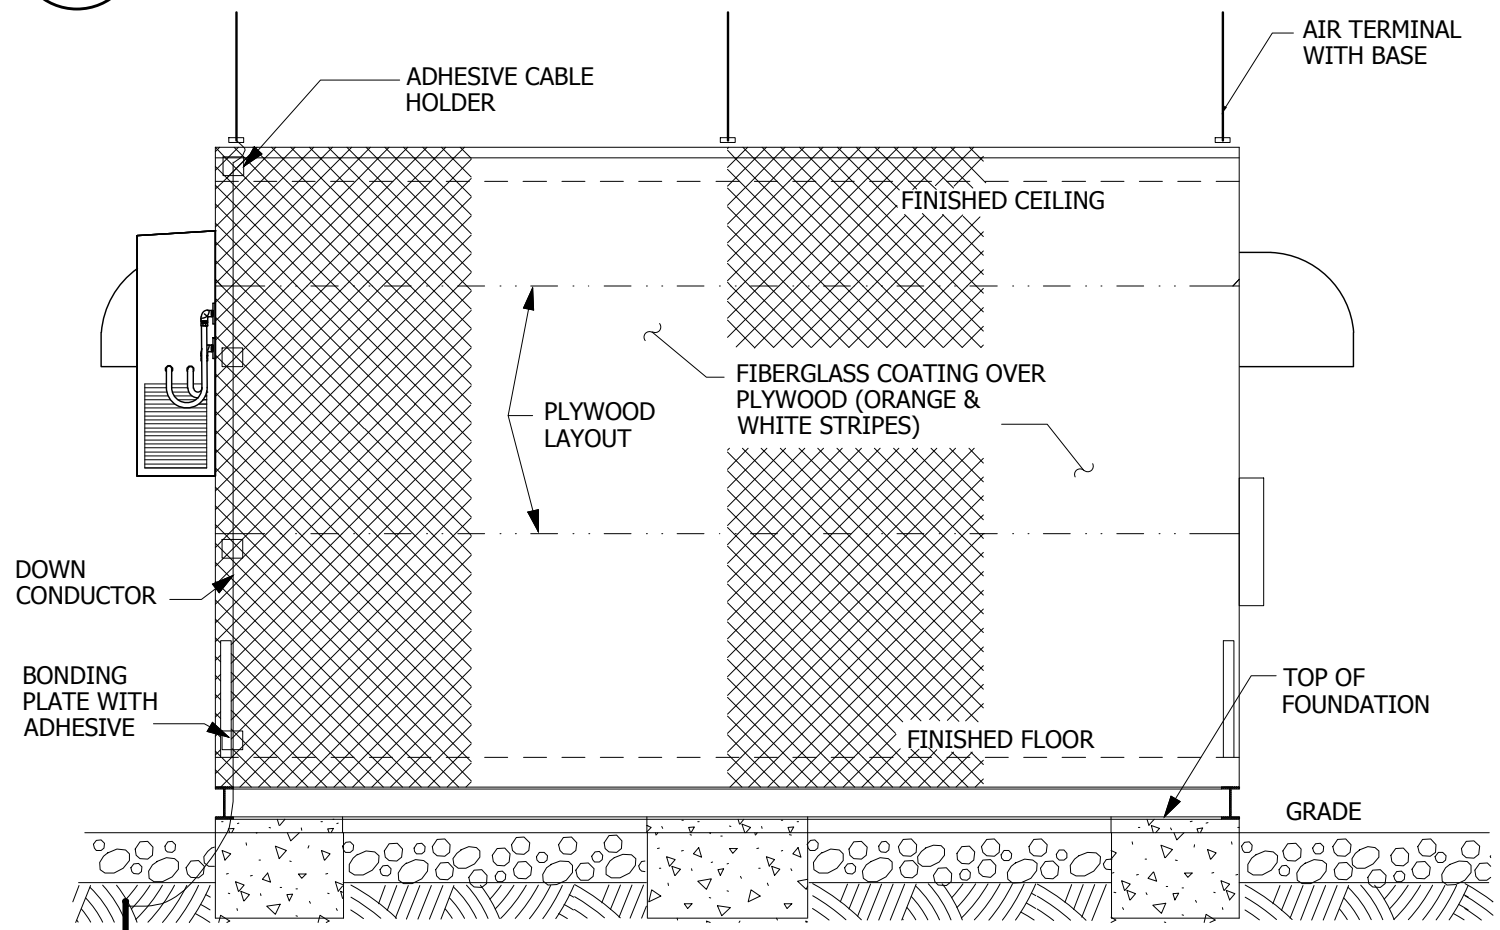 AIR TERMINAL
WITH BASE
ADHESIVE CABLE
HOLDER
FINISHED CEILING
FIBERGLASS COATING OVER
PLYWOOD (ORANGE &
WHITE STRIPES)
PLYWOOD
LAYOUT
DOWN
CONDUCTOR
BONDING
PLATE WITH
ADHESIVE
TOP OF
FOUNDATION
FINISHED FLOOR
GRADE